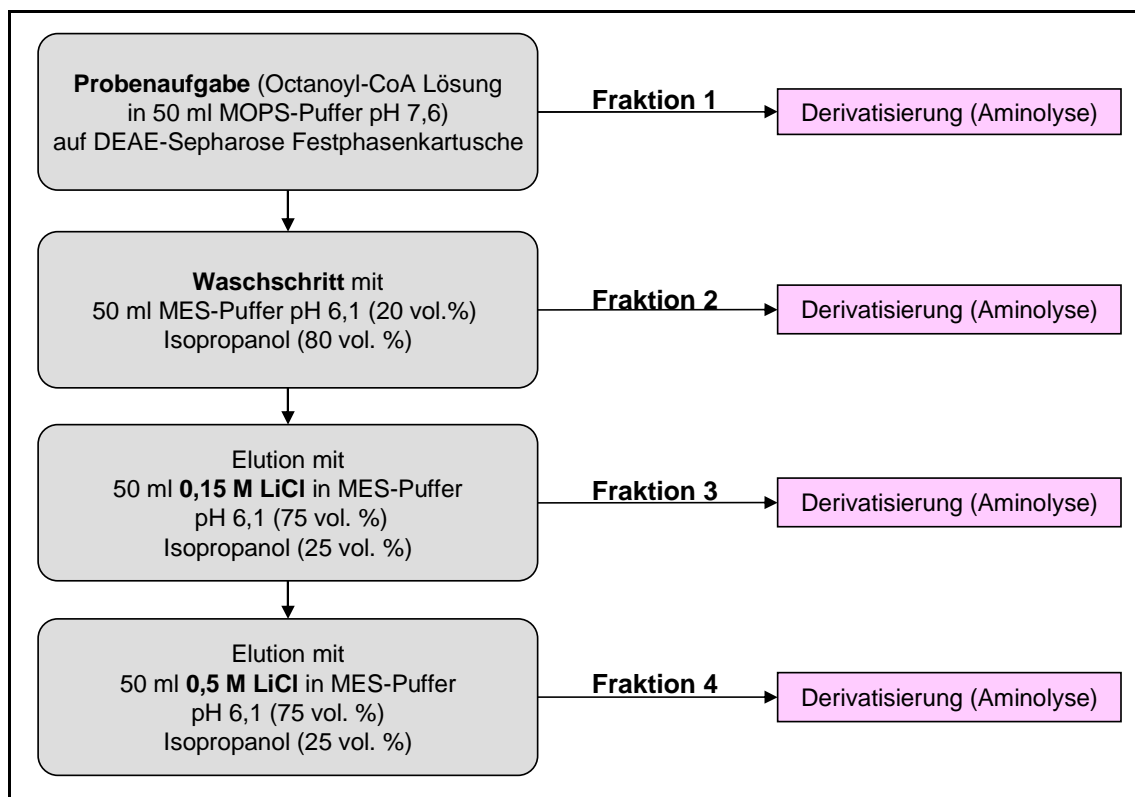 Probenaufgabe (Octanoyl-CoA Lösung
in 50 ml MOPS-Puffer pH 7,6)
auf DEAE-Sepharose Festphasenkartusche
Fraktion 1
Derivatisierung (Aminolyse)
Waschschritt mit
50 ml MES-Puffer pH 6,1 (20 vol.%)
Isopropanol (80 vol. %)
Fraktion 2
Derivatisierung (Aminolyse)
Elution mit
50 ml 0,15 M LiCl in MES-Puffer
pH 6,1 (75 vol. %)
Isopropanol (25 vol. %)
Fraktion 3
Derivatisierung (Aminolyse)
Elution mit
50 ml 0,5 M LiCl in MES-Puffer
pH 6,1 (75 vol. %)
Isopropanol (25 vol. %)
Fraktion 4
Derivatisierung (Aminolyse)